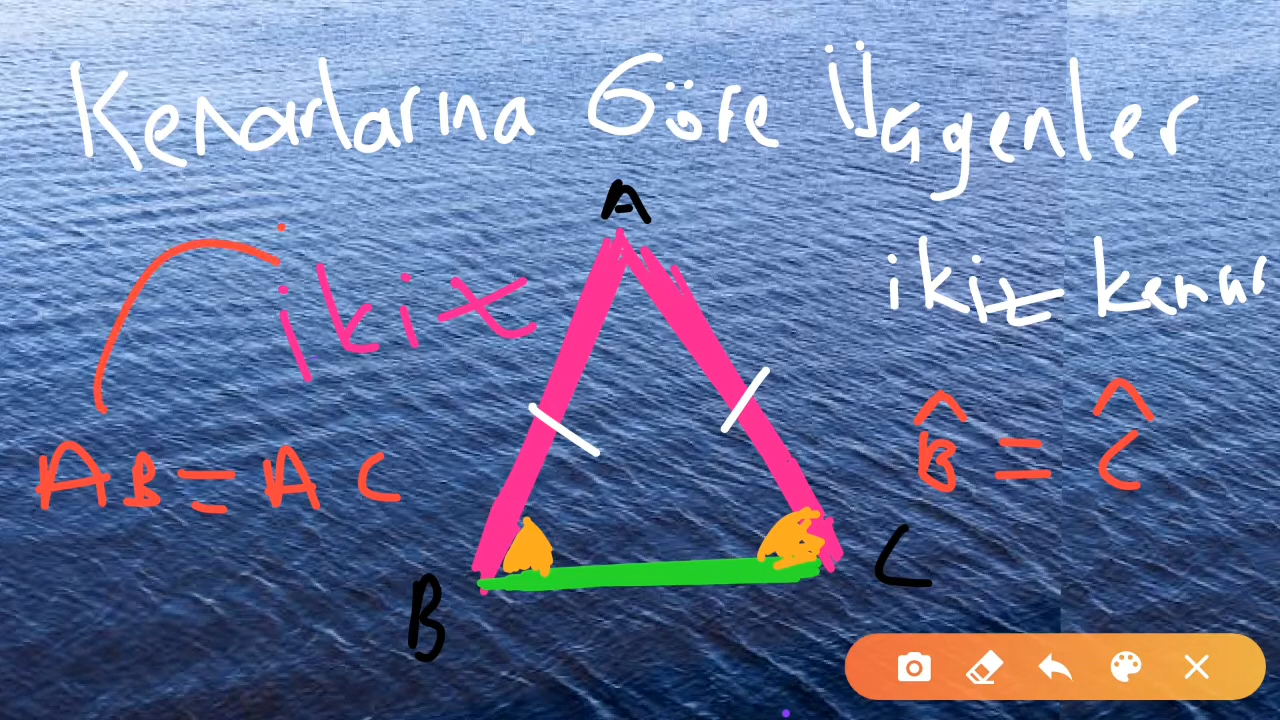 Kenarlarına Göre Üçgenler
A
ikiz
ikiz kenar
AB = AC
B̂ = Ĉ
B
C